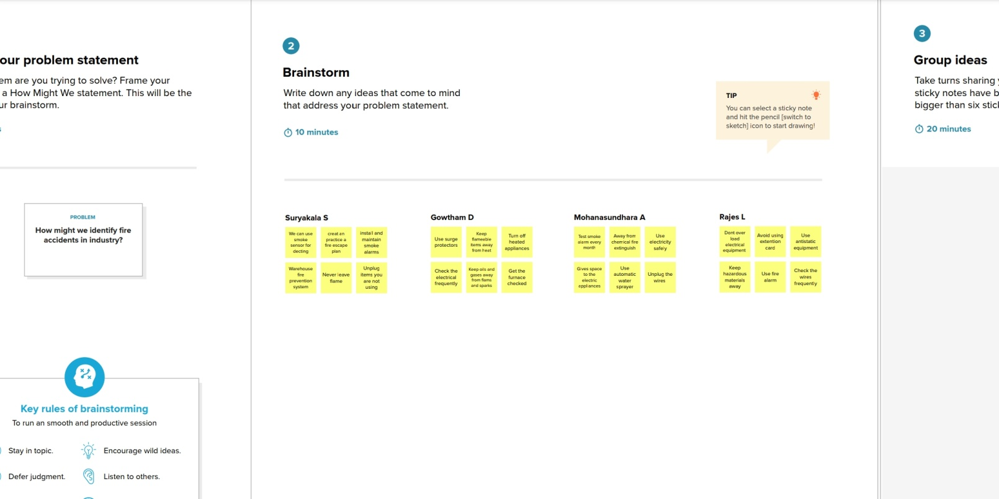 our problem statement
em are you trying to solve? Frame your
a How Might We statement. This will be the
ur brainstorm.
s
PROBLEM
How might we identify fire
accidents in industry?
Key rules of brainstorming
To run an smooth and productive session
Stay in topic.
Encourage wild ideas.
Defer judgment.
Listen to others.
2
Brainstorm
Write down any ideas that come to mind
that address your problem statement.
10 minutes
TIP
You can select a sticky note
and hit the pencil [switch to
sketch] icon to start drawing!
Suryakala S
We can use
smoke
sensor for
decting
creat an
practice a
fire escape
plan
install and
maintain
smoke
alarms
Warehouse
fire
prevention
system
Never leave
flame
Unplug
items you
are not
using
Gowtham D
Use surge
protectors
Keep
flameable
items away
from heat
Turn off
heated
appliances
Check the
electrical
frequently
Keep oils and
gases away
from flams
and sparks
Get the
furnace
checked
Mohanasundhara A
Test smoke
alarm every
month
Away from
chemical fire
extinguish
Use
electricity
safely
Gives space
to the
electric
appliances
Use
automatic
water
sprayer
Unplug the
wires
Rajes L
Dont over
load
electrical
equipment
Avoid using
extention
card
Use
antistatic
equipment
Keep
hazardous
materials
away
Use fire
alarm
Check the
wires
frequently
3
Group ideas
Take turns sharing
sticky notes have b
bigger than six stic
20 minutes